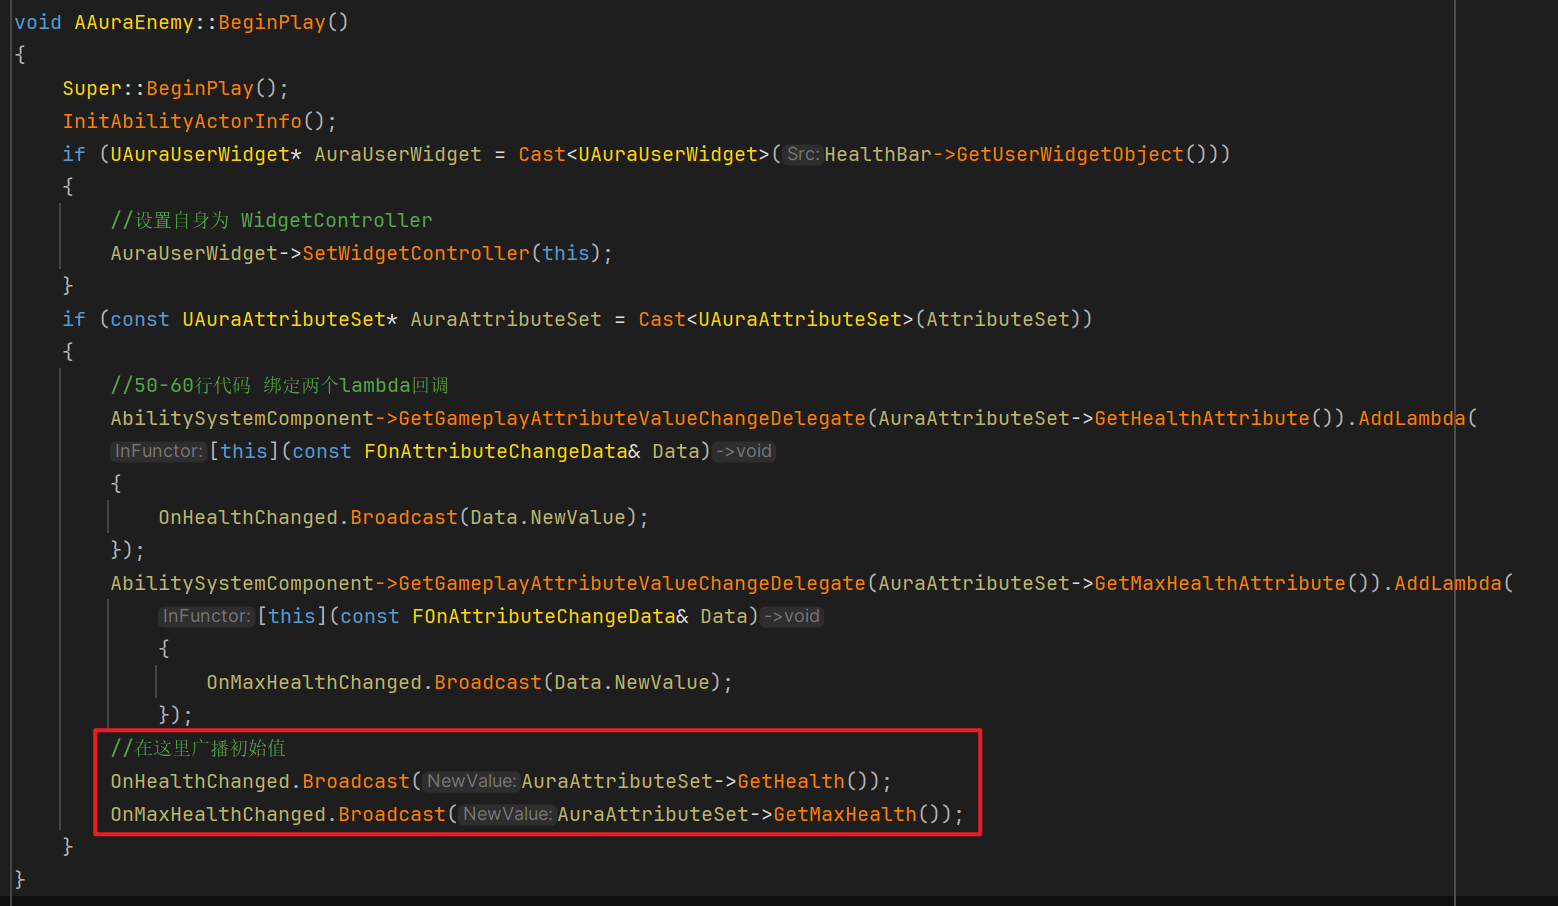 void AAuraEnemy::BeginPlay()
{
    Super::BeginPlay();
    InitAbilityActorInfo();
    if (UAuraUserWidget* AuraUserWidget = Cast<UAuraUserWidget>(Src:HealthBar->GetUserWidgetObject()))
    {
        //设置自身为 WidgetController
        AuraUserWidget->SetWidgetController(this);
    }
    if (const UAuraAttributeSet* AuraAttributeSet = Cast<UAuraAttributeSet>(AttributeSet))
    {
        //50-60行代码 绑定两个lambda回调
        AbilitySystemComponent->GetGameplayAttributeValueChangeDelegate(AuraAttributeSet->GetHealthAttribute()).AddLambda(
        InFunctor:[this](const FOnAttributeChangeData& Data)->void
        {
            OnHealthChanged.Broadcast(Data.NewValue);
        });
        AbilitySystemComponent->GetGameplayAttributeValueChangeDelegate(AuraAttributeSet->GetMaxHealthAttribute()).AddLambda(
            InFunctor:[this](const FOnAttributeChangeData& Data)->void
            {
                OnMaxHealthChanged.Broadcast(Data.NewValue);
            });
        //在这里广播初始值
        OnHealthChanged.Broadcast(NewValue:AuraAttributeSet->GetHealth());
        OnMaxHealthChanged.Broadcast(NewValue:AuraAttributeSet->GetMaxHealth());
    }
}